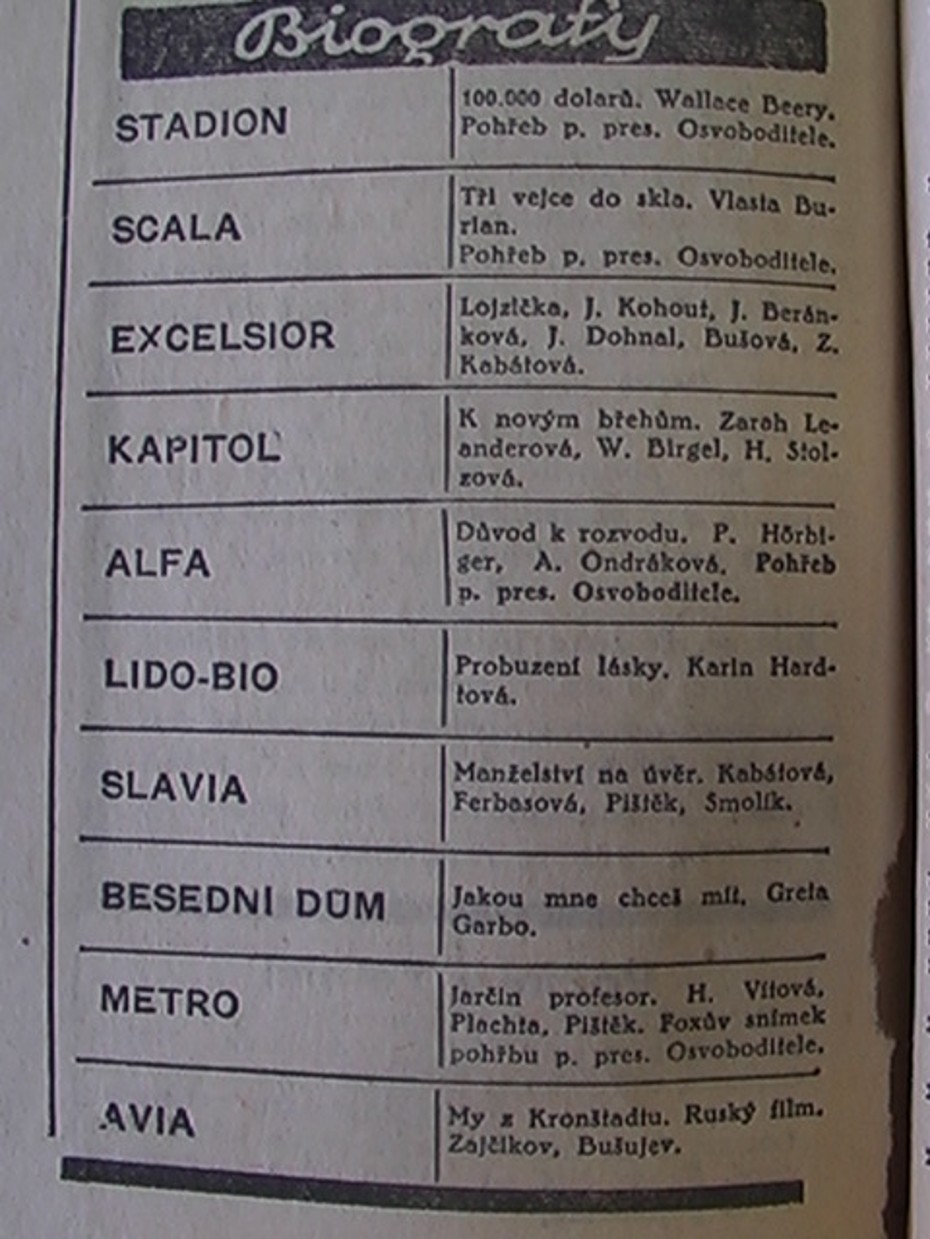 Biografy
STADION
100.000 dolarů. Wallace Beery.
Pohřeb p. pres. Osvoboditele.
SCALA
Tři vejce do skla. Vlasta Bu-
rian.
Pohřeb p. pres. Osvoboditele.
EXCELSIOR
Lojzička, J. Kohout, J. Berán-
ková, J. Dohnal, Bušová, Z.
Kabátová.
KAPITOL
K novým břehům. Zarah Le-
anderová, W. Birgel, H. Stol-
zová.
ALFA
Důvod k rozvodu. P. Hörbi-
ger, A. Ondráková. Pohřeb
p. pres. Osvoboditele.
LIDO-BIO
Probuzení lásky. Karin Hard-
tová.
SLAVIA
Manželství na úvěr. Kabátová,
Ferbasová, Pištěk, Smolík.
BESEDNÍ DŮM
Jakou mne chceš mít. Greta
Garbo.
METRO
Jarčin profesor. H. Vítová,
Plachta, Pištěk. Foxův snímek
pohřbu p. pres. Osvoboditele.
AVIA
My z Kronštadtu. Ruský film.
Zajčikov, Bušujev.